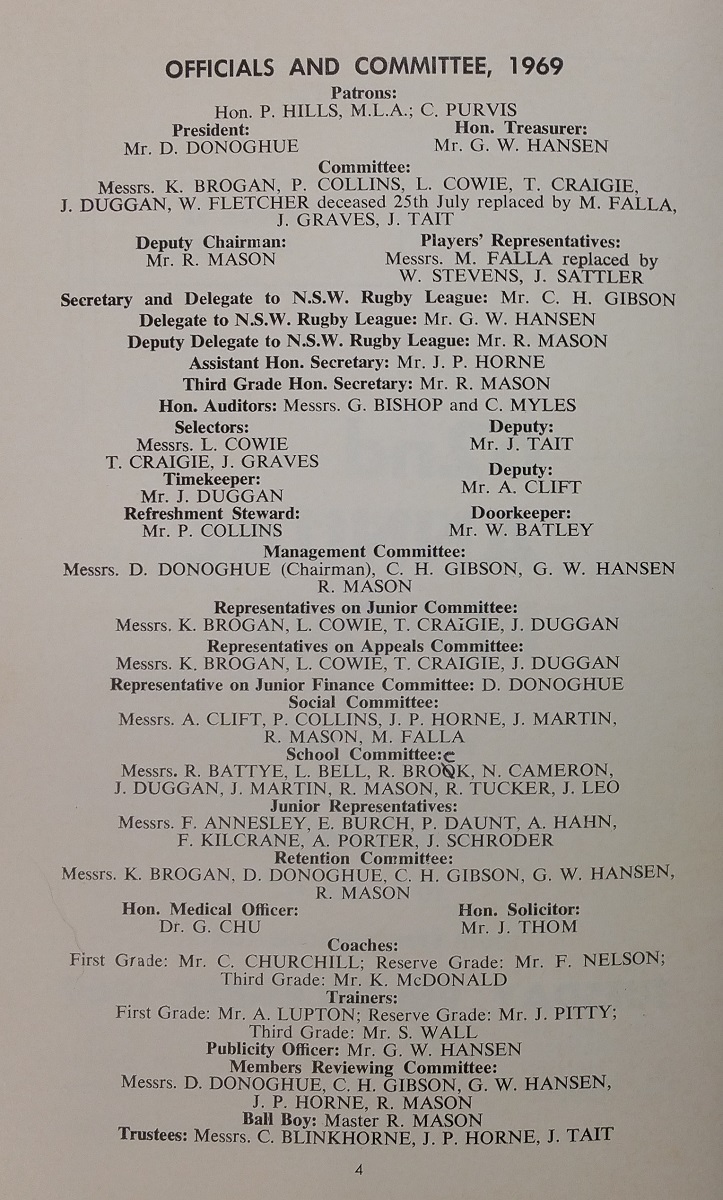 OFFICIALS AND COMMITTEE, 1969
Patrons:
Hon. P. HILLS, M.L.A.; C. PURVIS
President:
Mr. D. DONOGHUE
Hon. Treasurer:
Mr. G. W. HANSEN
Committee:
Messrs. K. BROGAN, P. COLLINS, L. COWIE, T. CRAIGIE,
J. DUGGAN, W. FLETCHER deceased 25th July replaced by M. FALLA,
J. GRAVES, J. TAIT
Deputy Chairman:
Mr. R. MASON
Players' Representatives:
Messrs. M. FALLA replaced by
W. STEVENS, J. SATTLER
Secretary and Delegate to N.S.W. Rugby League: Mr. C. H. GIBSON
Delegate to N.S.W. Rugby League: Mr. G. W. HANSEN
Deputy Delegate to N.S.W. Rugby League: Mr. R. MASON
Assistant Hon. Secretary: Mr. J. P. HORNE
Third Grade Hon. Secretary: Mr. R. MASON
Hon. Auditors: Messrs. G. BISHOP and C. MYLES
Selectors:
Messrs. L. COWIE
T. CRAIGIE, J. GRAVES
Deputy:
Mr. J. TAIT
Timekeeper:
Mr. J. DUGGAN
Deputy:
Mr. A. CLIFT
Refreshment Steward:
Mr. P. COLLINS
Doorkeeper:
Mr. W. BATLEY
Management Committee:
Messrs. D. DONOGHUE (Chairman), C. H. GIBSON, G. W. HANSEN
R. MASON
Representatives on Junior Committee:
Messrs. K. BROGAN, L. COWIE, T. CRAIGIE, J. DUGGAN
Representatives on Appeals Committee:
Messrs. K. BROGAN, L. COWIE, T. CRAIGIE, J. DUGGAN
Representative on Junior Finance Committee: D. DONOGHUE
Social Committee:
Messrs. A. CLIFT, P. COLLINS, J. P. HORNE, J. MARTIN,
R. MASON, M. FALLA
School Committee:
c
Messrs. R. BATTYE, L. BELL, R. BROOK, N. CAMERON,
J. DUGGAN, J. MARTIN, R. MASON, R. TUCKER, J. LEO
Junior Representatives:
Messrs. F. ANNESLEY, E. BURCH, P. DAUNT, A. HAHN,
F. KILCRANE, A. PORTER, J. SCHRODER
Retention Committee:
Messrs. K. BROGAN, D. DONOGHUE, C. H. GIBSON, G. W. HANSEN,
R. MASON
Hon. Medical Officer:
Dr. G. CHU
Hon. Solicitor:
Mr. J. THOM
Coaches:
First Grade: Mr. C. CHURCHILL; Reserve Grade: Mr. F. NELSON;
Third Grade: Mr. K. McDONALD
Trainers:
First Grade: Mr. A. LUPTON; Reserve Grade: Mr. J. PITTY;
Third Grade: Mr. S. WALL
Publicity Officer: Mr. G. W. HANSEN
Members Reviewing Committee:
Messrs. D. DONOGHUE, C. H. GIBSON, G. W. HANSEN,
J. P. HORNE, R. MASON
Ball Boy: Master R. MASON
Trustees: Messrs. C. BLINKHORNE, J. P. HORNE, J. TAIT
4